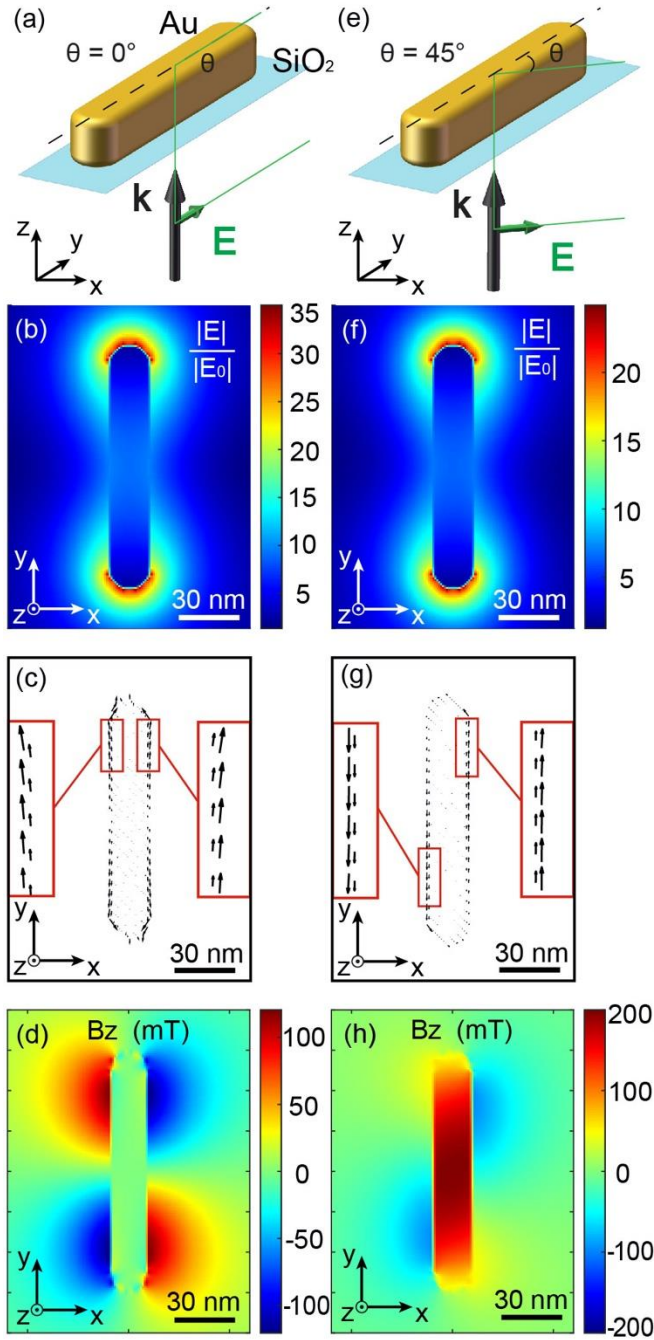 (a)
Au
θ = 0°
θ
SiO₂
k
E
z
y
x
(e)
θ = 45°
θ
k
E
z
y
x
(b)
|E|
|E₀|
35
30
25
20
15
10
5
y
z
x
30 nm
(f)
|E|
|E₀|
20
15
10
5
y
z
x
30 nm
(c)
y
z
x
30 nm
(g)
y
z
x
30 nm
(d)
Bz (mT)
100
50
0
-50
-100
y
z
x
30 nm
(h)
Bz (mT)
200
100
0
-100
-200
y
z
x
30 nm